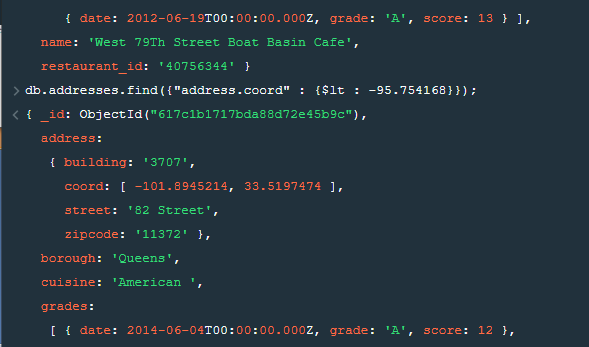 { date: 2012-06-19T00:00:00.000Z, grade: 'A', score: 13 } ],
name: 'West 79Th Street Boat Basin Cafe',
restaurant_id: '40756344' }
> db.addresses.find({"address.coord" : {$lt : -95.754168}});
< { _id: ObjectId("617c1b1717bda88d72e45b9c"),
address:
{ building: '3707',
coord: [ -101.8945214, 33.5197474 ],
street: '82 Street',
zipcode: '11372' },
borough: 'Queens',
cuisine: 'American ',
grades:
[ { date: 2014-06-04T00:00:00.000Z, grade: 'A', score: 12 },